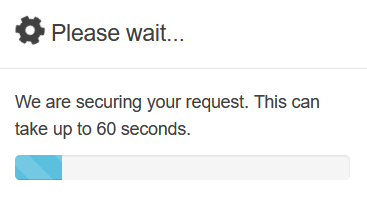 Please wait...
We are securing your request. This can
take up to 60 seconds.